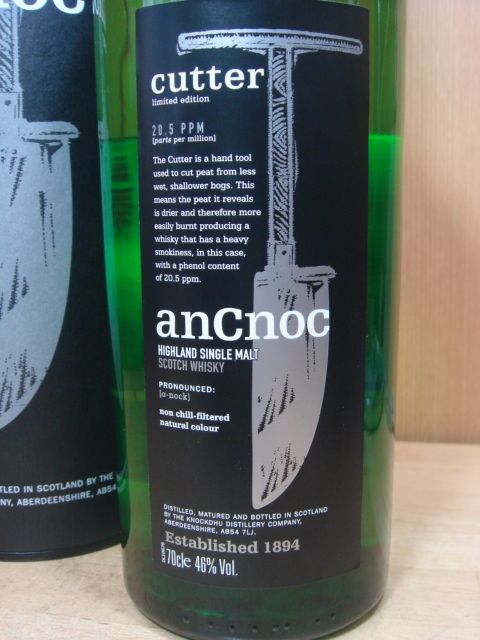 noc
cutter
limited edition
20.5 PPM
[parts per million]
The Cutter is a hand tool
used to cut peat from less
wet, shallower bogs. This
means the peat it reveals
is drier and therefore more
easily burnt producing a
whisky that has a heavy
smokiness, in this case,
with a phenol content
of 20.5 ppm.
anCnoc
HIGHLAND SINGLE MALT
SCOTCH WHISKY
PRONOUNCED:
[a-nock]
non chill-filtered
natural colour
DISTILLED, MATURED AND BOTTLED IN SCOTLAND
BY THE KNOCKDHU DISTILLERY COMPANY,
ABERDEENSHIRE, AB54 7LJ.
Established 1894
70cle 46% Vol.
TLED IN SCOTLAND BY THE
NY, ABERDEENSHIRE, AB54